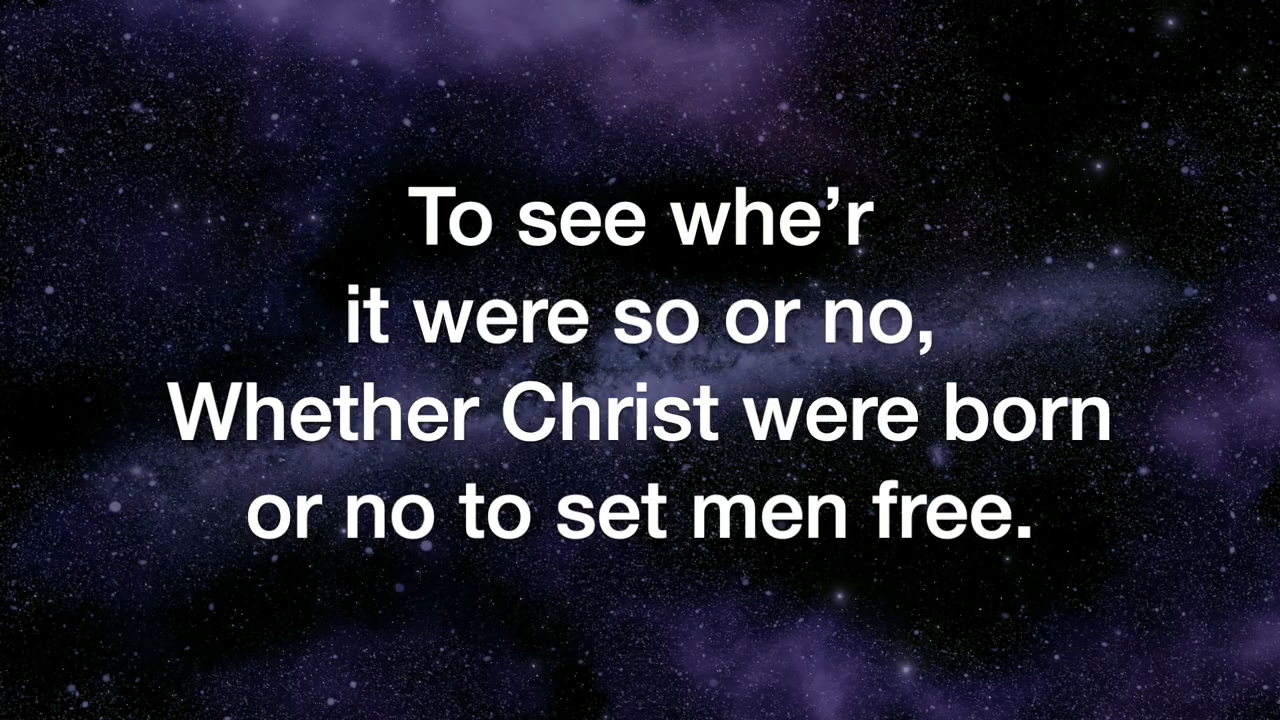 To see whe’r
it were so or no,
Whether Christ were born
or no to set men free.